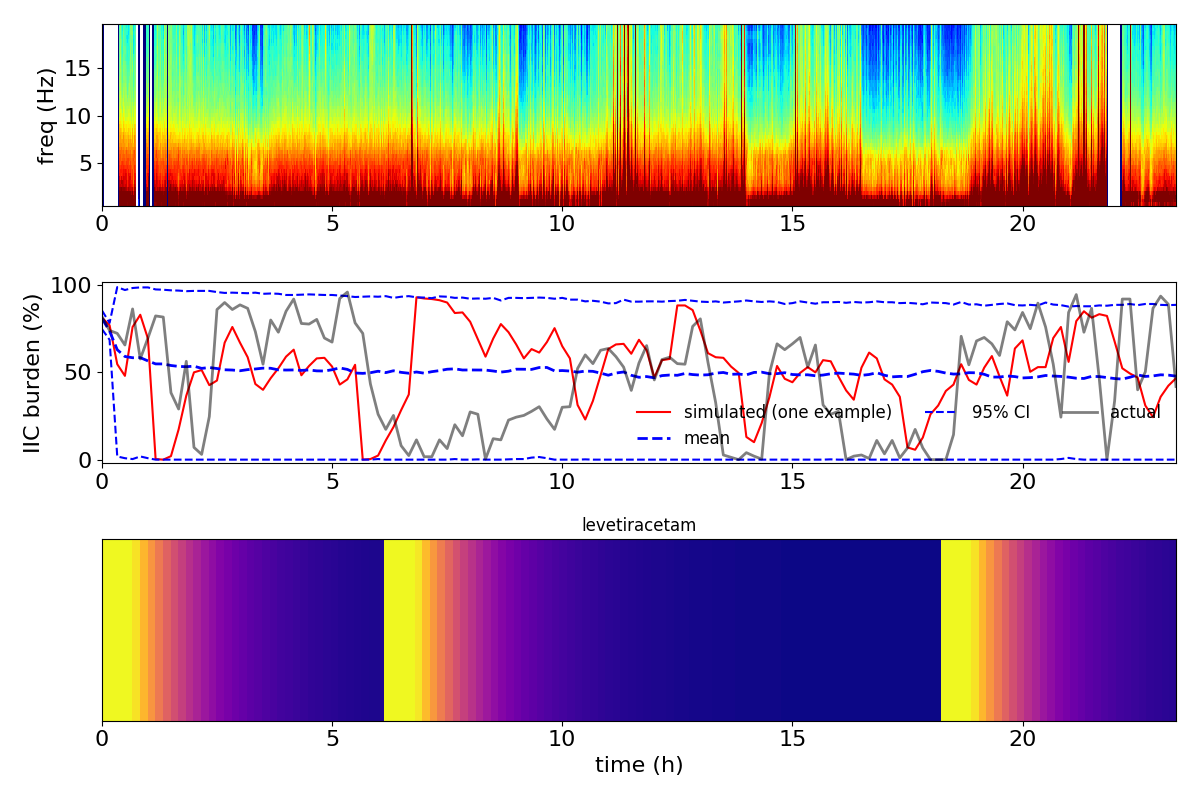 15
10
5
freq (Hz)
0 5 10 15 20
100
50
0
IIC burden (%)
simulated (one example) 95% CI actual
mean
0 5 10 15 20
levetiracetam
0 5 10 15 20
time (h)